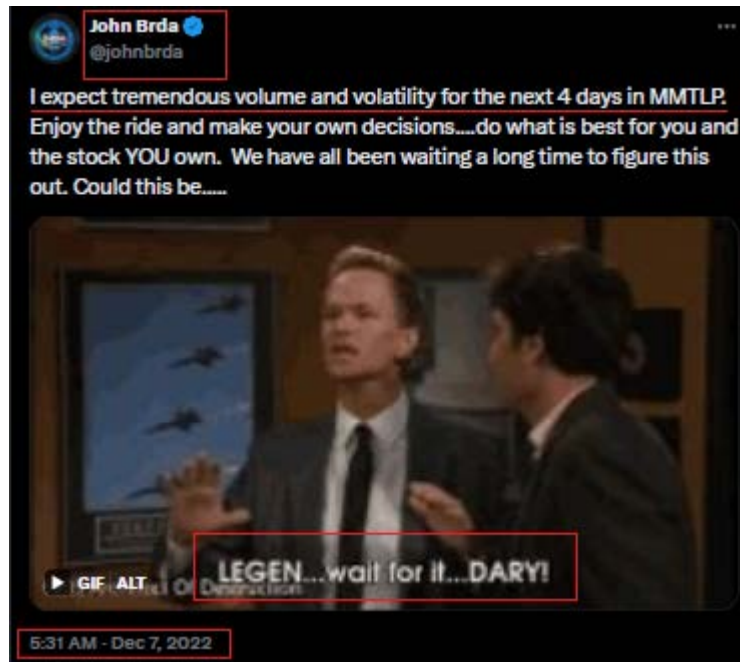 John Brda
@johnbrda
I expect tremendous volume and volatility for the next 4 days in MMTLP.
Enjoy the ride and make your own decisions.....do what is best for you and
the stock YOU own.  We have all been waiting a long time to figure this
out. Could this be......
LEGEN...wait for it...DARY!
GIF ALT
5:31 AM - Dec 7, 2022